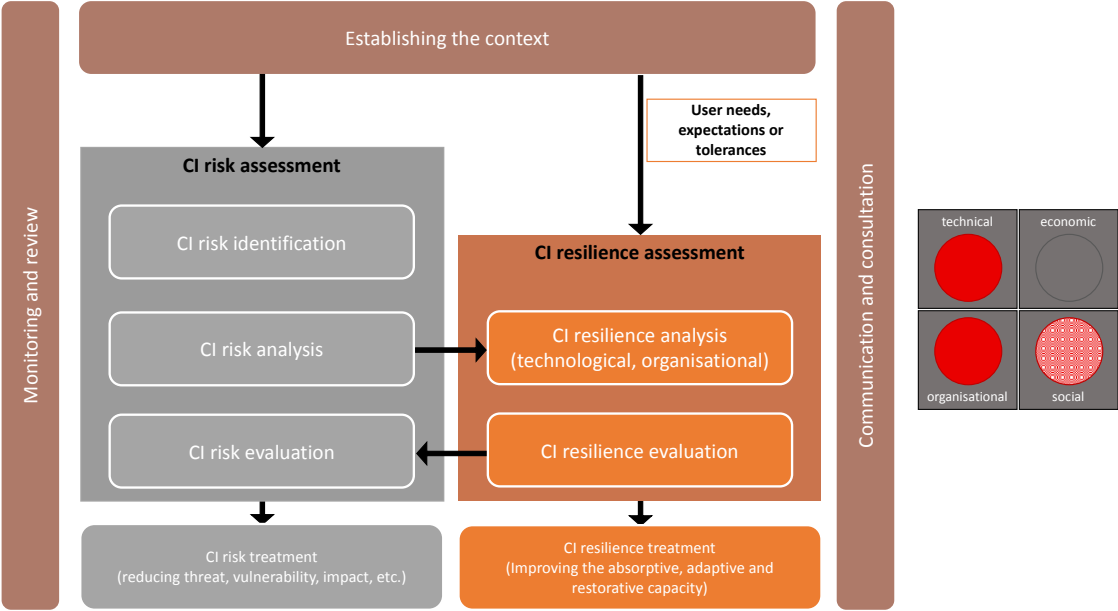 Monitoring and review
Establishing the context
User needs,
expectations or
tolerances
CI risk assessment
CI risk identification
CI risk analysis
CI risk evaluation
CI resilience assessment
CI resilience analysis
(technological, organisational)
CI resilience evaluation
CI risk treatment
(reducing threat, vulnerability, impact, etc.)
CI resilience treatment
(Improving the absorptive, adaptive and
restorative capacity)
Communication and consultation
technical
economic
organisational
social